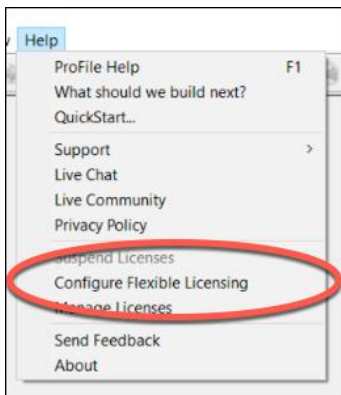 Help
ProFile Help F1
What should we build next?
QuickStart...
Support >
Live Chat
Live Community
Privacy Policy
Suspend Licenses
Configure Flexible Licensing
Manage Licenses
Send Feedback
About